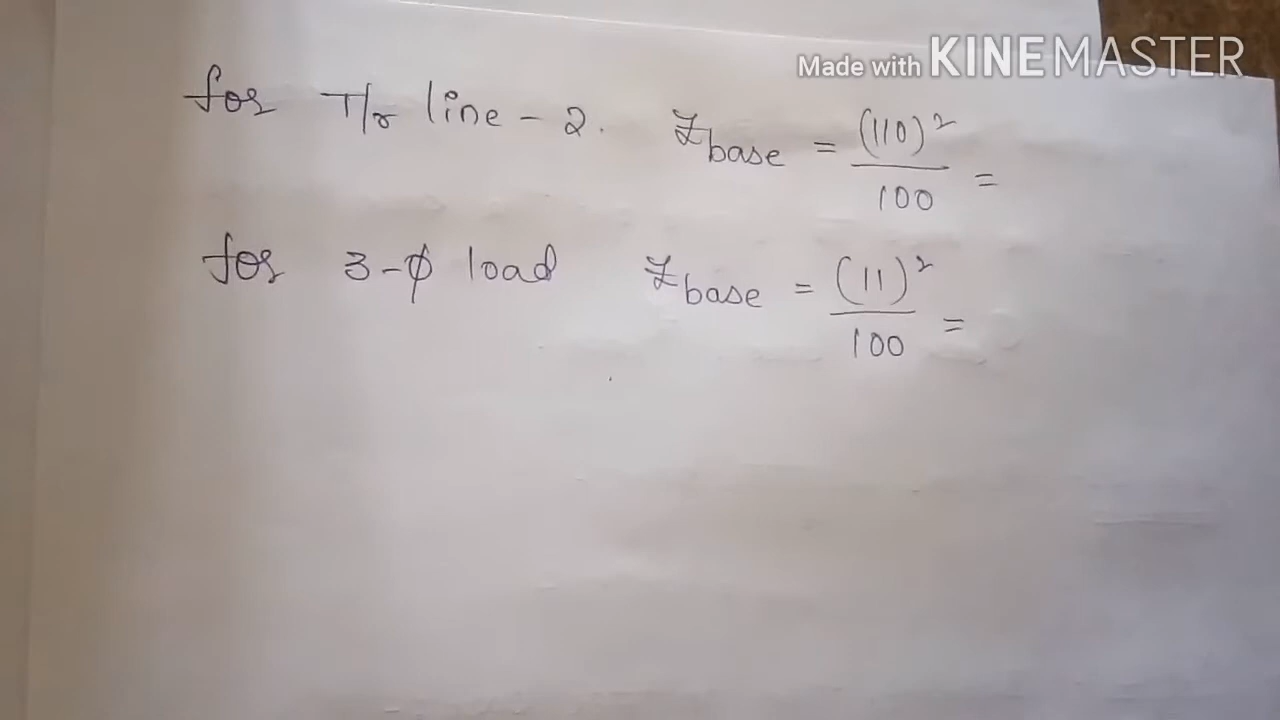 Made with KINEMASTER
for T/r line - 2. Zbase = (110)² / 100 =
for 3-ϕ load Zbase = (11)² / 100 =